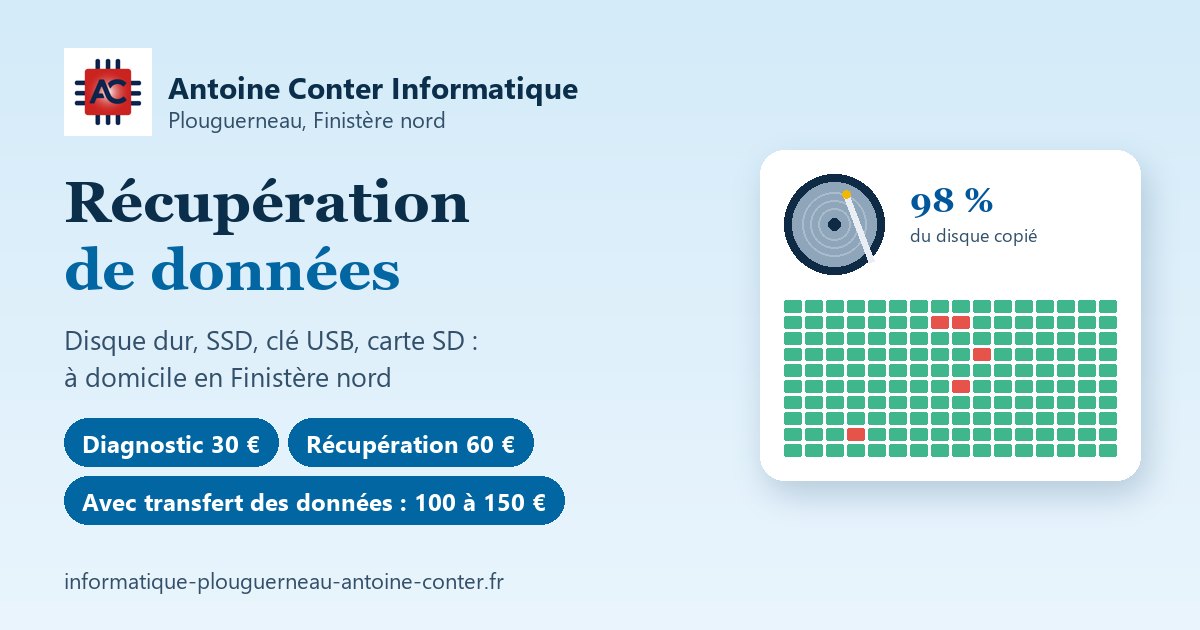 AC
Antoine Conter Informatique
Plouguerneau, Finistère nord
Récupération
de données
Disque dur, SSD, clé USB, carte SD :
à domicile en Finistère nord
Diagnostic 30 €
Récupération 60 €
Avec transfert des données : 100 à 150 €
informatique-plouguerneau-antoine-conter.fr
98 %
du disque copié